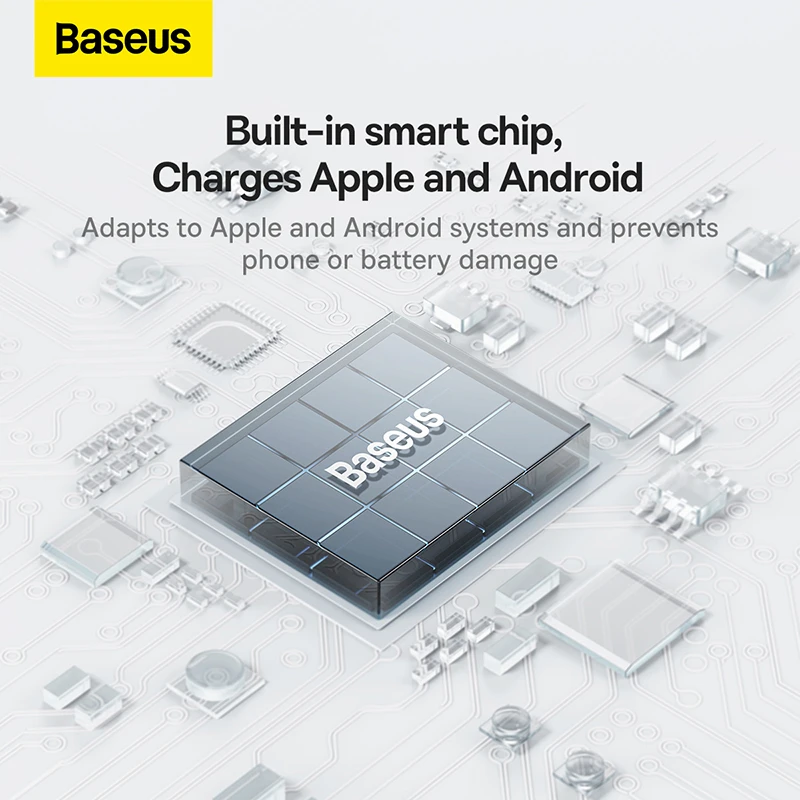 Baseus
Built-in smart chip,
Charges Apple and Android
Adapts to Apple and Android systems and prevents
phone or battery damage
Baseus